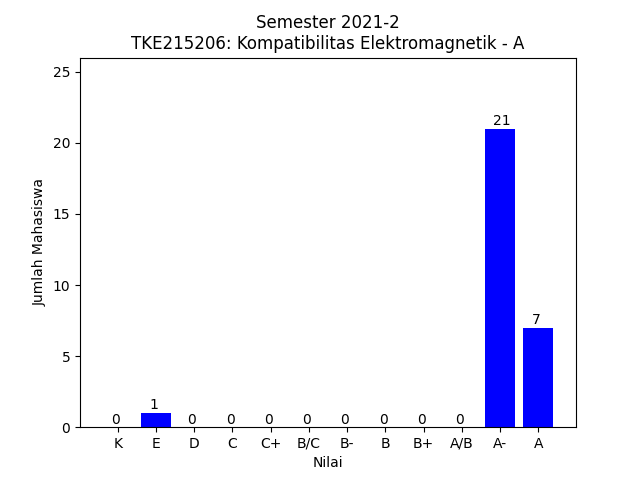 Semester 2021-2
TKE215206: Kompatibilitas Elektromagnetik - A
25
20
15
10
5
0
Jumlah Mahasiswa
0 1 0 0 0 0 0 0 0 0 21 7
K E D C C+ B/C B- B B+ A/B A- A
Nilai